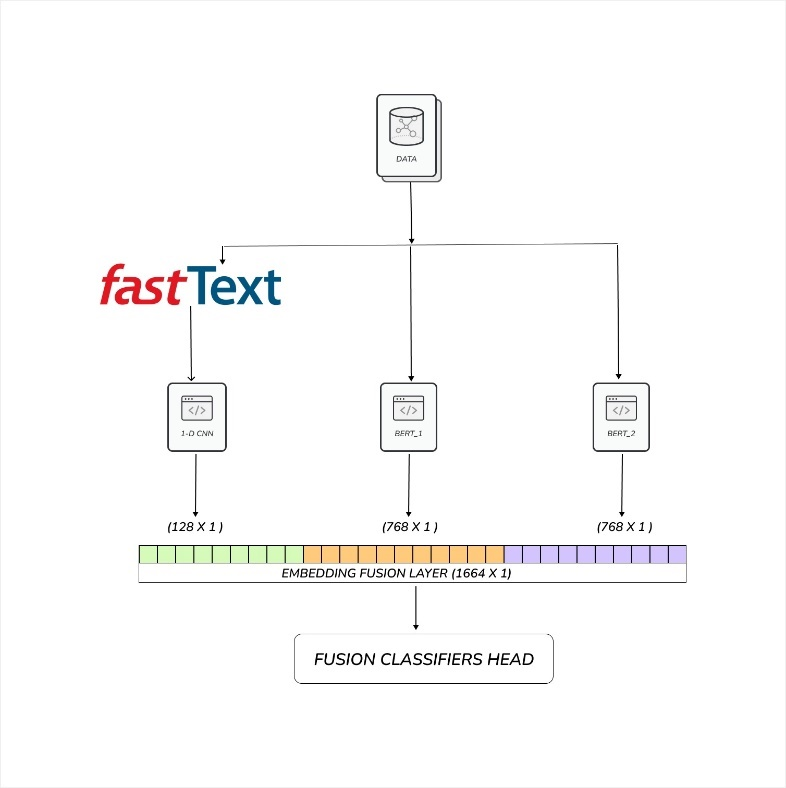 DATA
fastText
</>
</>
</>
1-D CNN
BERT_1
BERT_2
(128 X 1 )
(768 X 1 )
(768 X 1 )
EMBEDDING FUSION LAYER (1664 X 1)
FUSION CLASSIFIERS HEAD